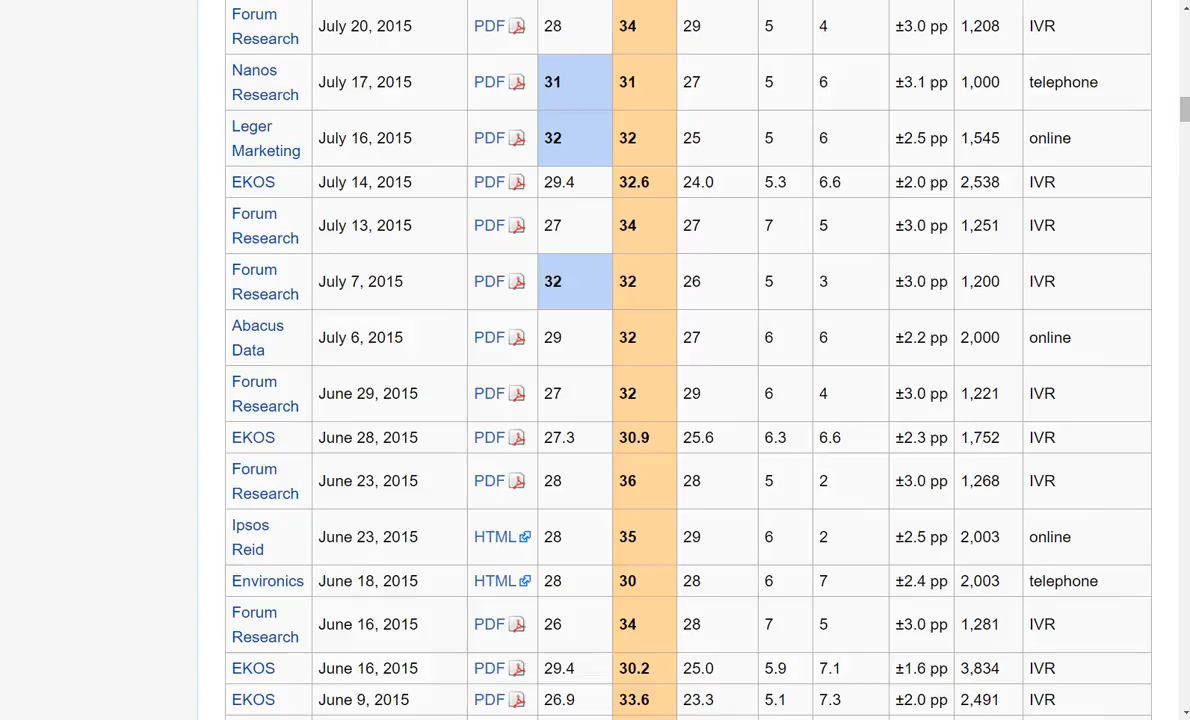 Forum Research July 20, 2015 PDF 28 34 29 5 4 ±3.0 pp 1,208 IVR
Nanos Research July 17, 2015 PDF 31 31 27 5 6 ±3.1 pp 1,000 telephone
Leger Marketing July 16, 2015 PDF 32 32 25 5 6 ±2.5 pp 1,545 online
EKOS July 14, 2015 PDF 29.4 32.6 24.0 5.3 6.6 ±2.0 pp 2,538 IVR
Forum Research July 13, 2015 PDF 27 34 27 7 5 ±3.0 pp 1,251 IVR
Forum Research July 7, 2015 PDF 32 32 26 5 3 ±3.0 pp 1,200 IVR
Abacus Data July 6, 2015 PDF 29 32 27 6 6 ±2.2 pp 2,000 online
Forum Research June 29, 2015 PDF 27 32 29 6 4 ±3.0 pp 1,221 IVR
EKOS June 28, 2015 PDF 27.3 30.9 25.6 6.3 6.6 ±2.3 pp 1,752 IVR
Forum Research June 23, 2015 PDF 28 36 28 5 2 ±3.0 pp 1,268 IVR
Ipsos Reid June 23, 2015 HTML 28 35 29 6 2 ±2.5 pp 2,003 online
Environics June 18, 2015 HTML 28 30 28 6 7 ±2.4 pp 2,003 telephone
Forum Research June 16, 2015 PDF 26 34 28 7 5 ±3.0 pp 1,281 IVR
EKOS June 16, 2015 PDF 29.4 30.2 25.0 5.9 7.1 ±1.6 pp 3,834 IVR
EKOS June 9, 2015 PDF 26.9 33.6 23.3 5.1 7.3 ±2.0 pp 2,491 IVR